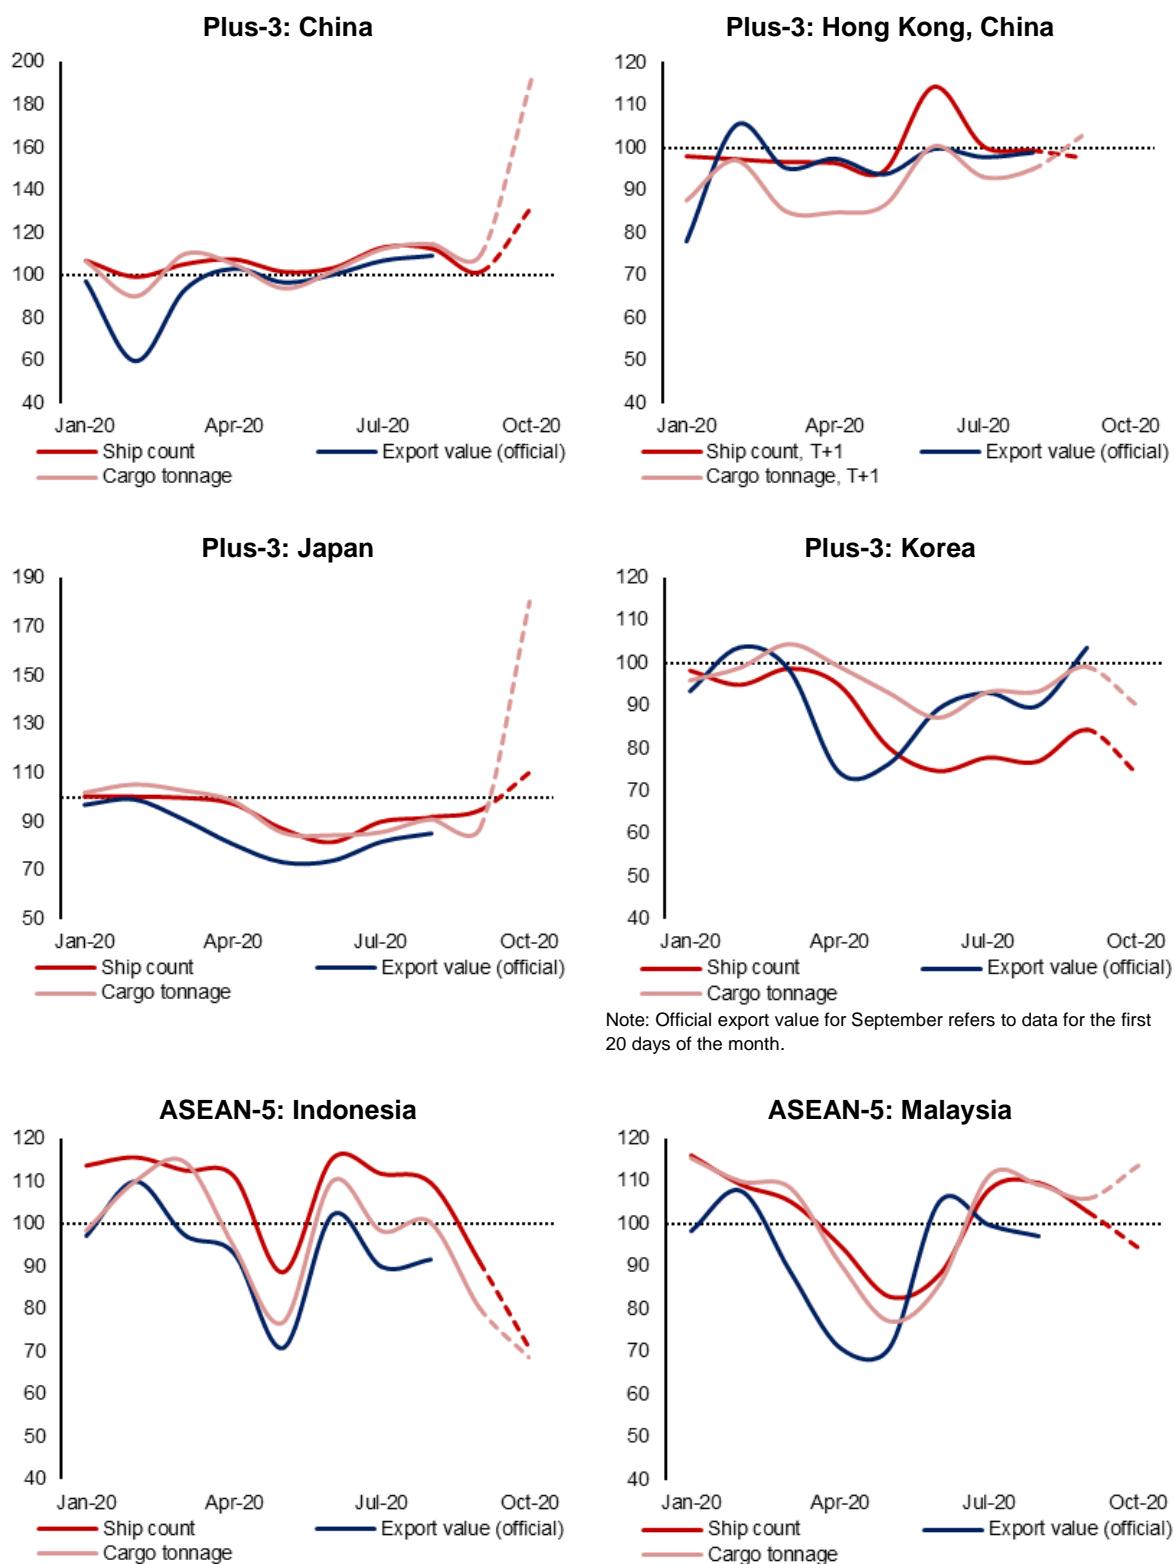 Plus-3: China
200
180
160
140
120
100
80
60
40
Jan-20 Apr-20 Jul-20 Oct-20
Ship count Export value (official)
Cargo tonnage
Plus-3: Hong Kong, China
120
110
100
90
80
70
60
50
40
Jan-20 Apr-20 Jul-20 Oct-20
Ship count, T+1 Export value (official)
Cargo tonnage, T+1
Plus-3: Japan
190
170
150
130
110
90
70
50
Jan-20 Apr-20 Jul-20 Oct-20
Ship count Export value (official)
Cargo tonnage
Plus-3: Korea
120
110
100
90
80
70
60
50
40
Jan-20 Apr-20 Jul-20 Oct-20
Ship count Export value (official)
Cargo tonnage
Note: Official export value for September refers to data for the first
20 days of the month.
ASEAN-5: Indonesia
120
110
100
90
80
70
60
50
40
Jan-20 Apr-20 Jul-20 Oct-20
Ship count Export value (official)
Cargo tonnage
ASEAN-5: Malaysia
120
110
100
90
80
70
60
50
40
Jan-20 Apr-20 Jul-20 Oct-20
Ship count Export value (official)
Cargo tonnage